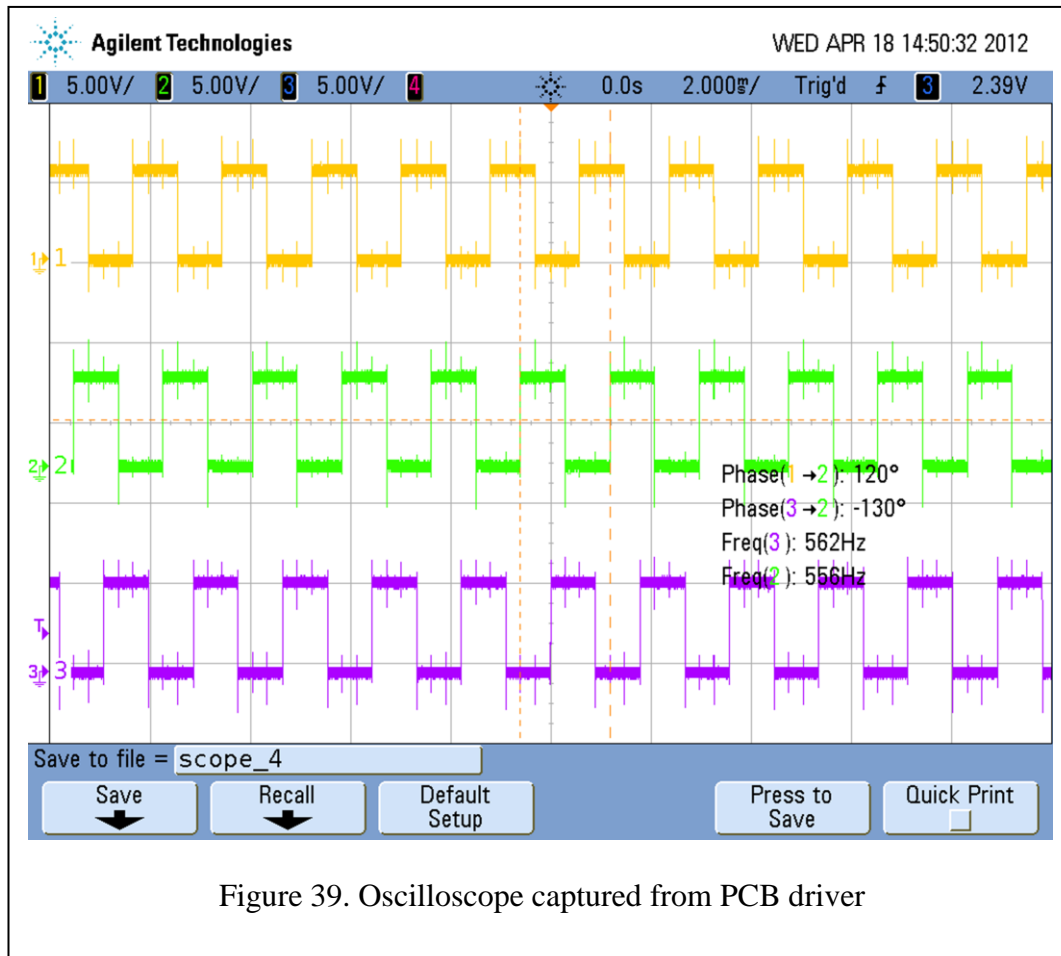 Agilent Technologies WED APR 18 14:50:32 2012
1 5.00V/ 2 5.00V/ 3 5.00V/ 4 0.0s 2.000ms/ Trig'd 3 2.39V
1 1
2 2
Phase(1→2): 120°
Phase(3→2): -130°
Freq(3): 562Hz
Freq(2): 556Hz
T
3 3
Save to file = scope_4
Save Recall Default Setup Press to Save Quick Print
Figure 39. Oscilloscope captured from PCB driver